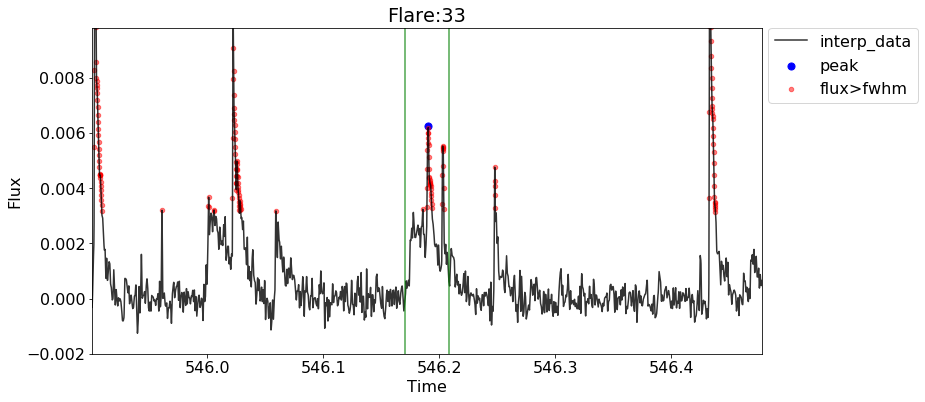 Flare:33
interp_data
peak
flux>fwhm
Flux
0.008
0.006
0.004
0.002
0.000
−0.002
546.0 546.1 546.2 546.3 546.4
Time